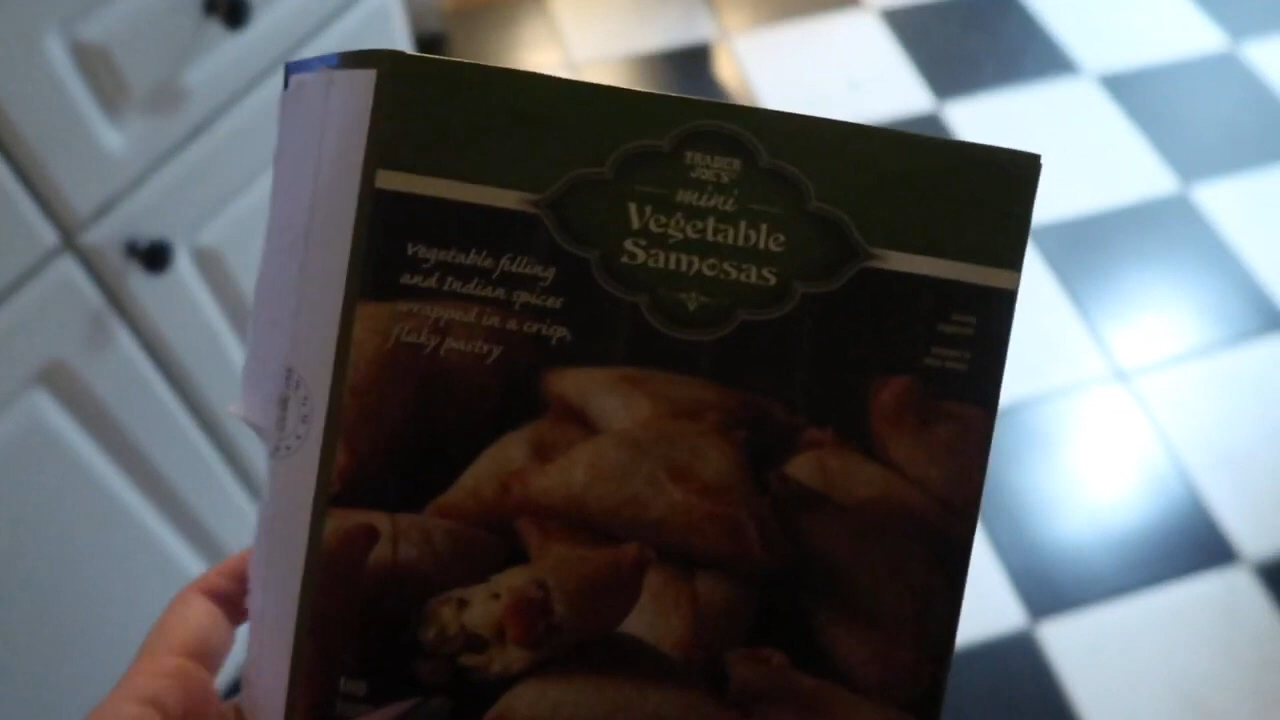 TRADER
JOE'S
mini
Vegetable
Samosas
Vegetable filling
and Indian spices
wrapped in a crisp,
flaky pastry